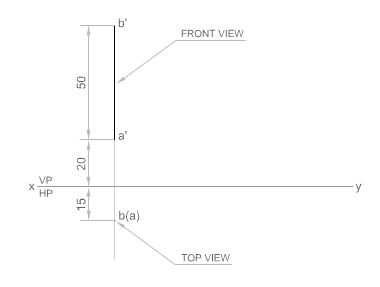 b'
FRONT VIEW
50
a'
20
x VP y
HP
15
b(a)
TOP VIEW